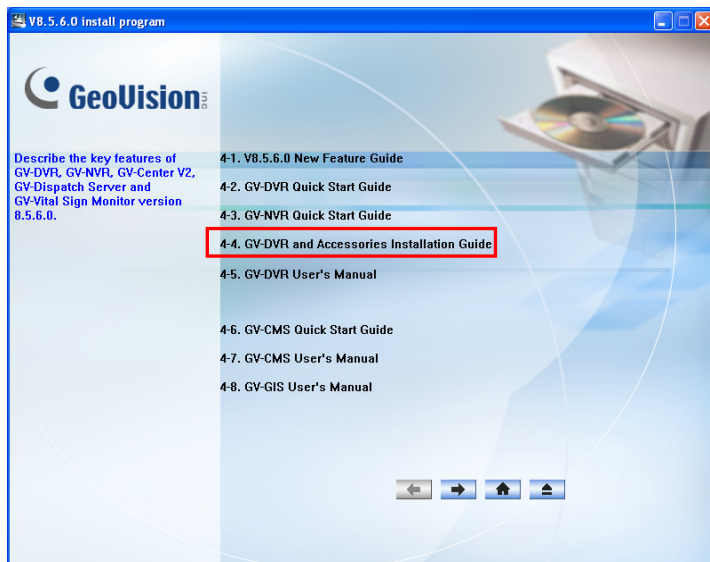 V8.5.6.0 install program
GeoVision inc
Describe the key features of
GV-DVR, GV-NVR, GV-Center V2,
GV-Dispatch Server and
GV-Vital Sign Monitor version
8.5.6.0.
4-1. V8.5.6.0 New Feature Guide
4-2. GV-DVR Quick Start Guide
4-3. GV-NVR Quick Start Guide
4-4. GV-DVR and Accessories Installation Guide
4-5. GV-DVR User's Manual
4-6. GV-CMS Quick Start Guide
4-7. GV-CMS User's Manual
4-8. GV-GIS User's Manual